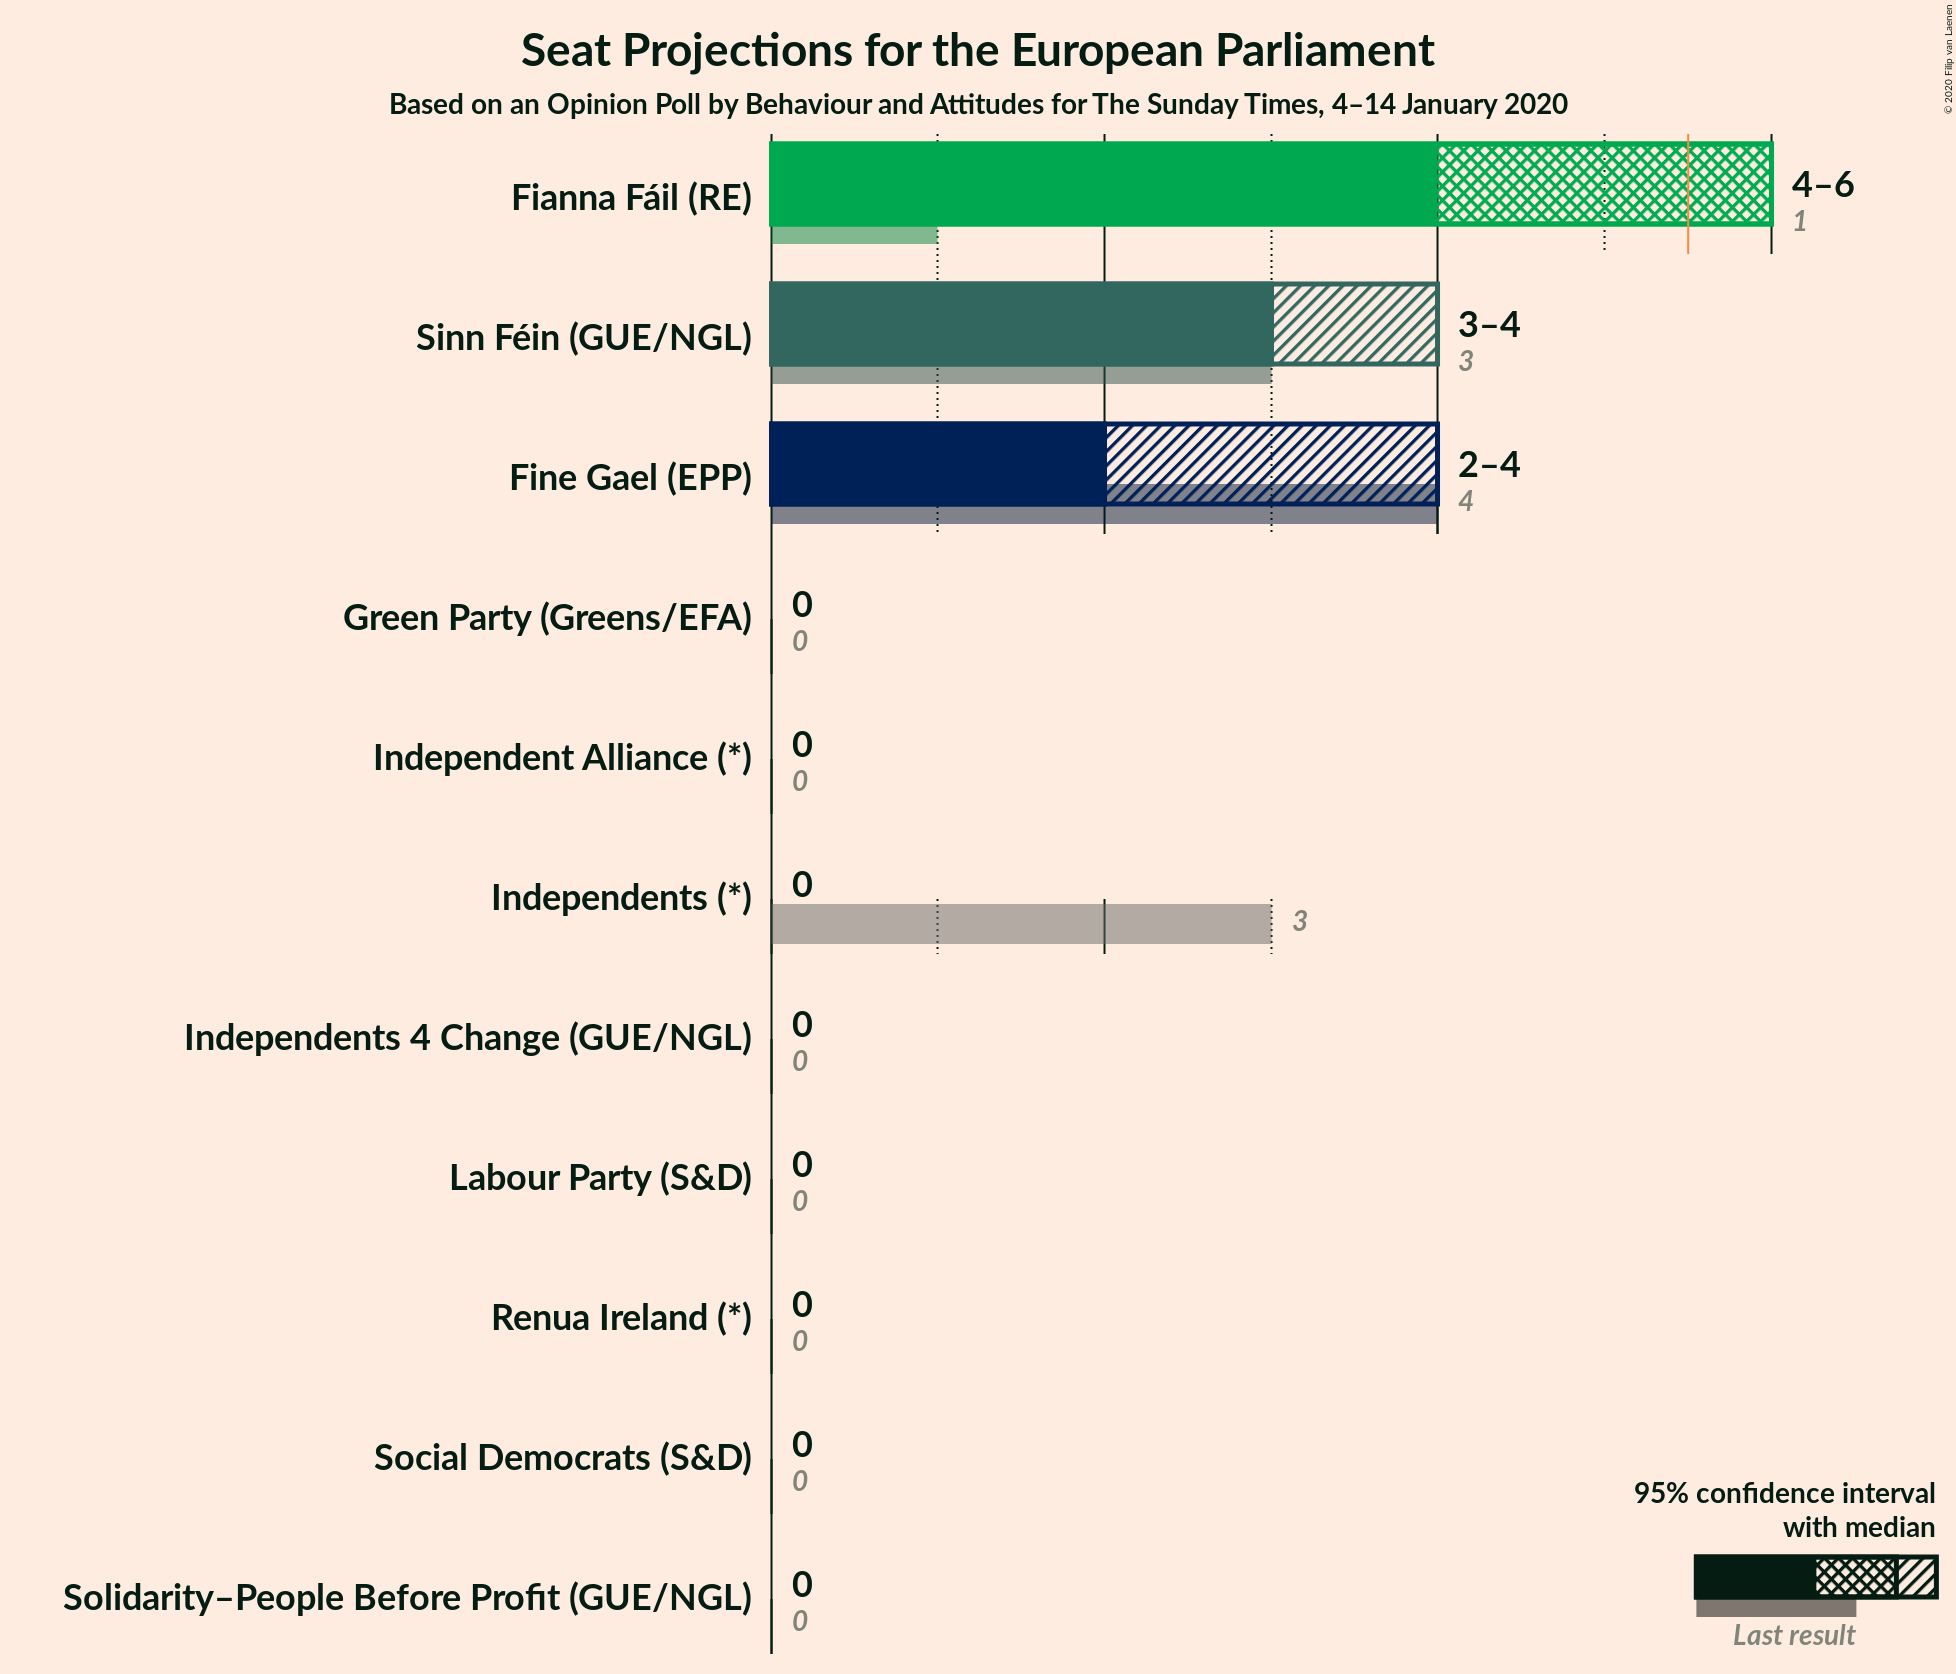 Seat Projections for the European Parliament
Based on an Opinion Poll by Behaviour and Attitudes for The Sunday Times, 4–14 January 2020
© 2020 Filip van Laenen
Fianna Fáil (RE)
4–6
1
Sinn Féin (GUE/NGL)
3–4
3
Fine Gael (EPP)
2–4
4
Green Party (Greens/EFA)
0
0
Independent Alliance (*)
0
0
Independents (*)
0
3
Independents 4 Change (GUE/NGL)
0
0
Labour Party (S&D)
0
0
Renua Ireland (*)
0
0
Social Democrats (S&D)
0
0
Solidarity–People Before Profit (GUE/NGL)
0
0
95% confidence interval
with median
Last result